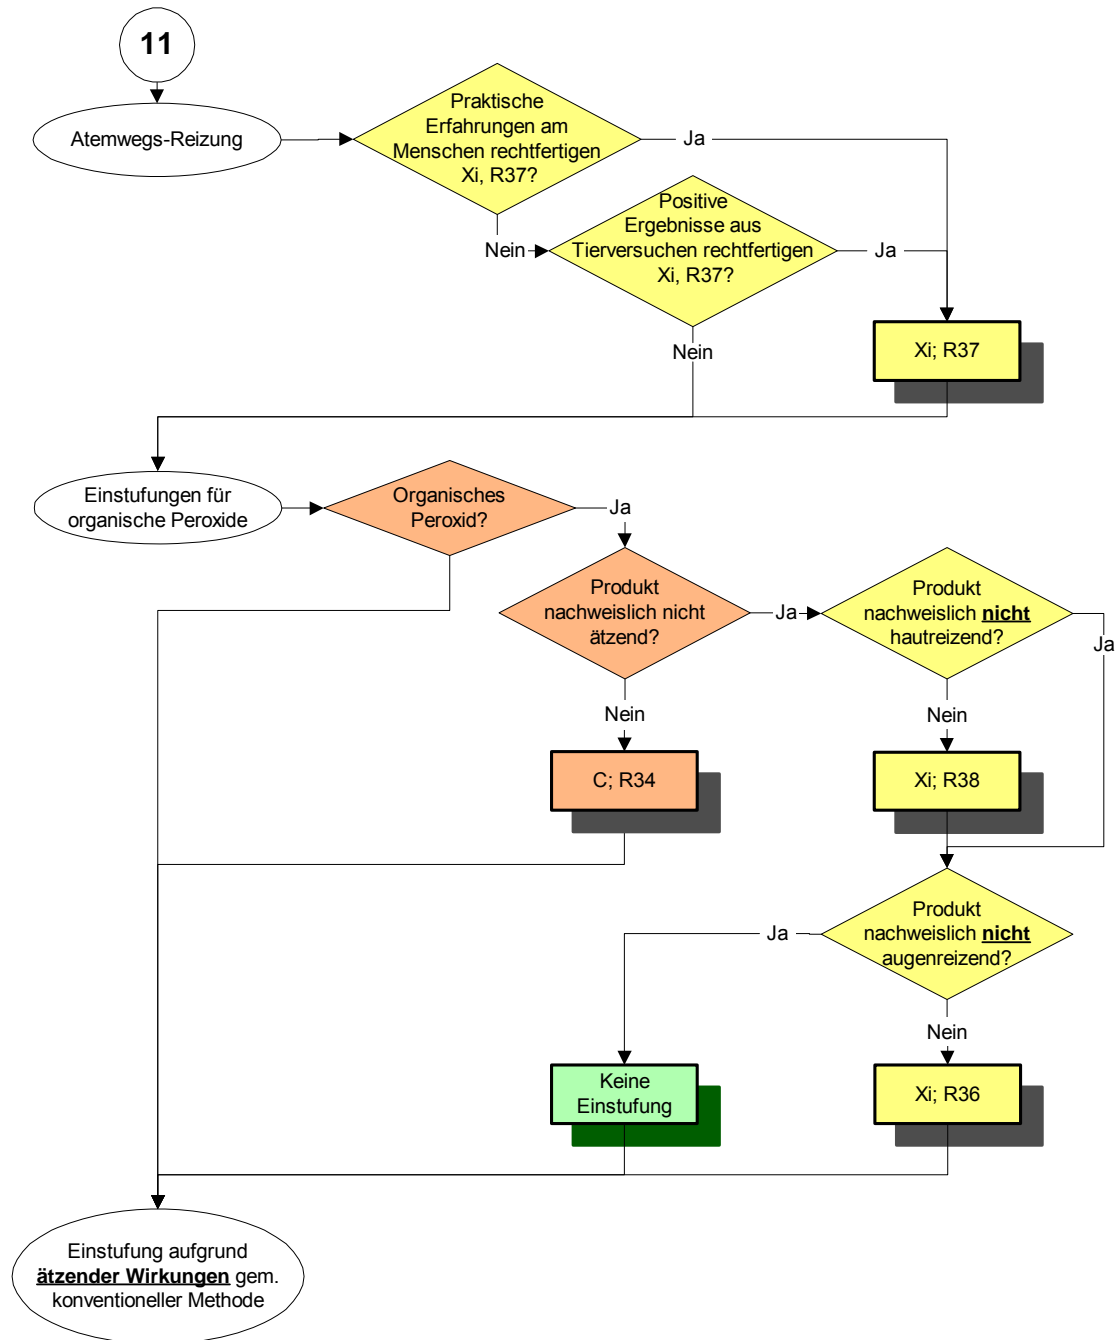 11
Atemwegs-Reizung
Praktische
Erfahrungen am
Menschen rechtfertigen
Xi, R37?
Ja
Nein
Positive
Ergebnisse aus
Tierversuchen rechtfertigen
Xi, R37?
Ja
Nein
Xi; R37
Einstufungen für
organische Peroxide
Organisches
Peroxid?
Ja
Produkt
nachweislich nicht
ätzend?
Ja
Produkt
nachweislich nicht
hautreizend?
Ja
Nein
Nein
C; R34
Xi; R38
Produkt
nachweislich nicht
augenreizend?
Ja
Nein
Keine
Einstufung
Xi; R36
Einstufung aufgrund
ätzender Wirkungen gem.
konventioneller Methode